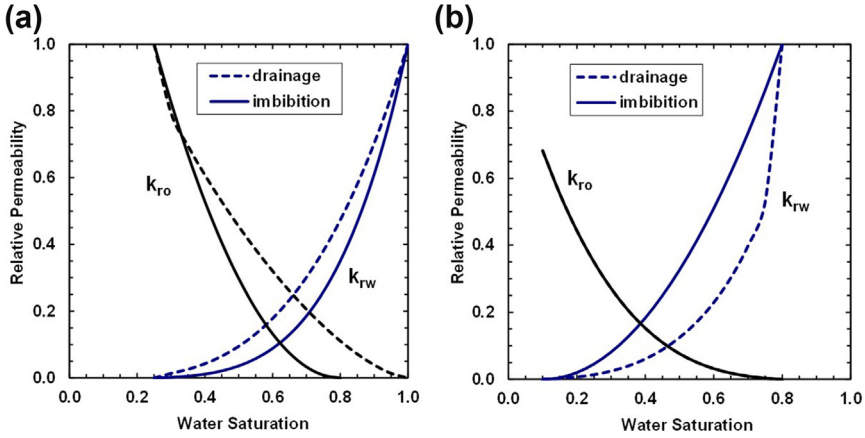 (a)
1.0
0.8
0.6
0.4
0.2
0.0
Relative Permeability
drainage
imbibition
kro
krw
0.0 0.2 0.4 0.6 0.8 1.0
Water Saturation
(b)
1.0
0.8
0.6
0.4
0.2
0.0
Relative Permeability
drainage
imbibition
kro
krw
0.0 0.2 0.4 0.6 0.8 1.0
Water Saturation